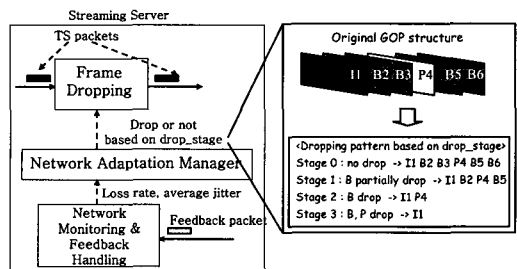 Streaming Server
TS packets
Frame
Dropping
Drop or not
based on drop_stage
Network Adaptation Manager
Loss rate, average jitter
Network
Monitoring &
Feedback
Handling
Feedback packet
Original GOP structure
I1 B2 B3 P4 B5 B6
<Dropping pattern based on drop_stage>
Stage 0 : no drop -> I1 B2 B3 P4 B5 B6
Stage 1 : B partially drop -> I1 B2 P4 B5
Stage 2 : B drop -> I1 P4
Stage 3 : B, P drop -> I1